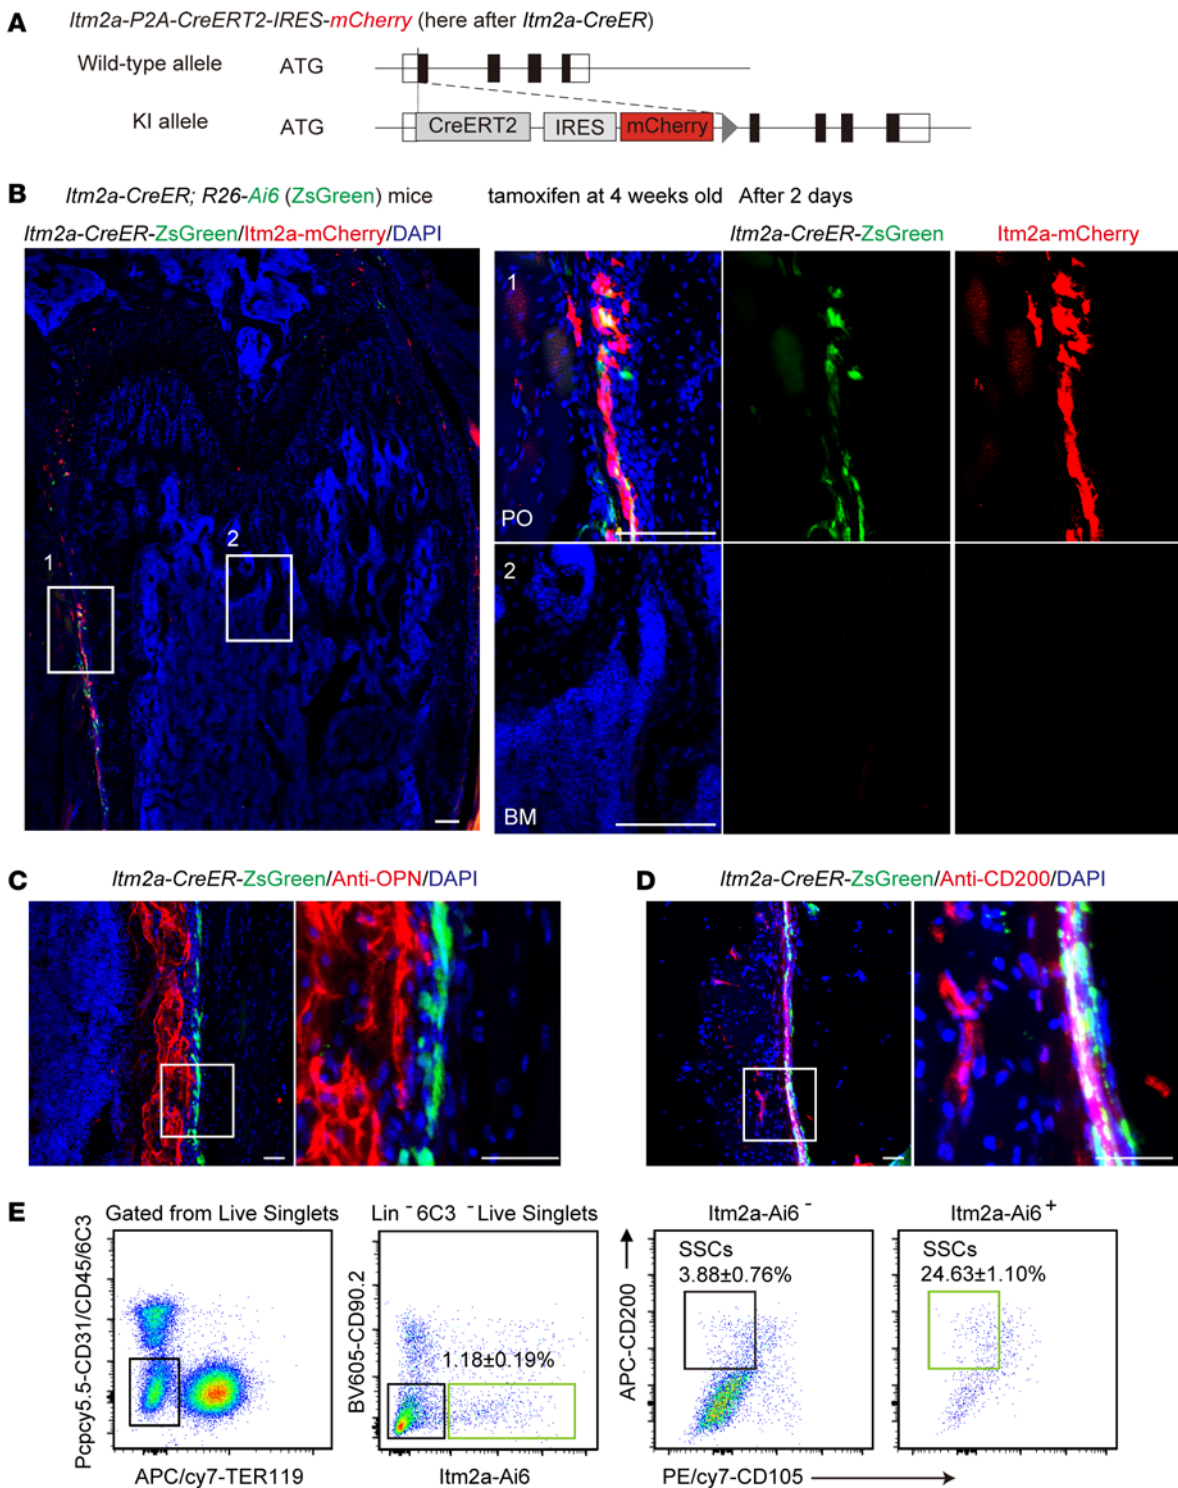 A
Itm2a-P2A-CreERT2-IRES-mCherry (here after Itm2a-CreER)
Wild-type allele ATG
KI allele ATG CreERT2 IRES mCherry
B
Itm2a-CreER; R26-Ai6 (ZsGreen) mice tamoxifen at 4 weeks old After 2 days
Itm2a-CreER-ZsGreen/Itm2a-mCherry/DAPI
Itm2a-CreER-ZsGreen Itm2a-mCherry
1
2
1
PO
2
BM
C
Itm2a-CreER-ZsGreen/Anti-OPN/DAPI
D
Itm2a-CreER-ZsGreen/Anti-CD200/DAPI
E
Gated from Live Singlets
Pcpcy5.5-CD31/CD45/6C3
APC/cy7-TER119
Lin - 6C3 - Live Singlets
BV605-CD90.2
1.18±0.19%
Itm2a-Ai6
Itm2a-Ai6 -
SSCs
3.88±0.76%
APC-CD200
Itm2a-Ai6 +
SSCs
24.63±1.10%
PE/cy7-CD105